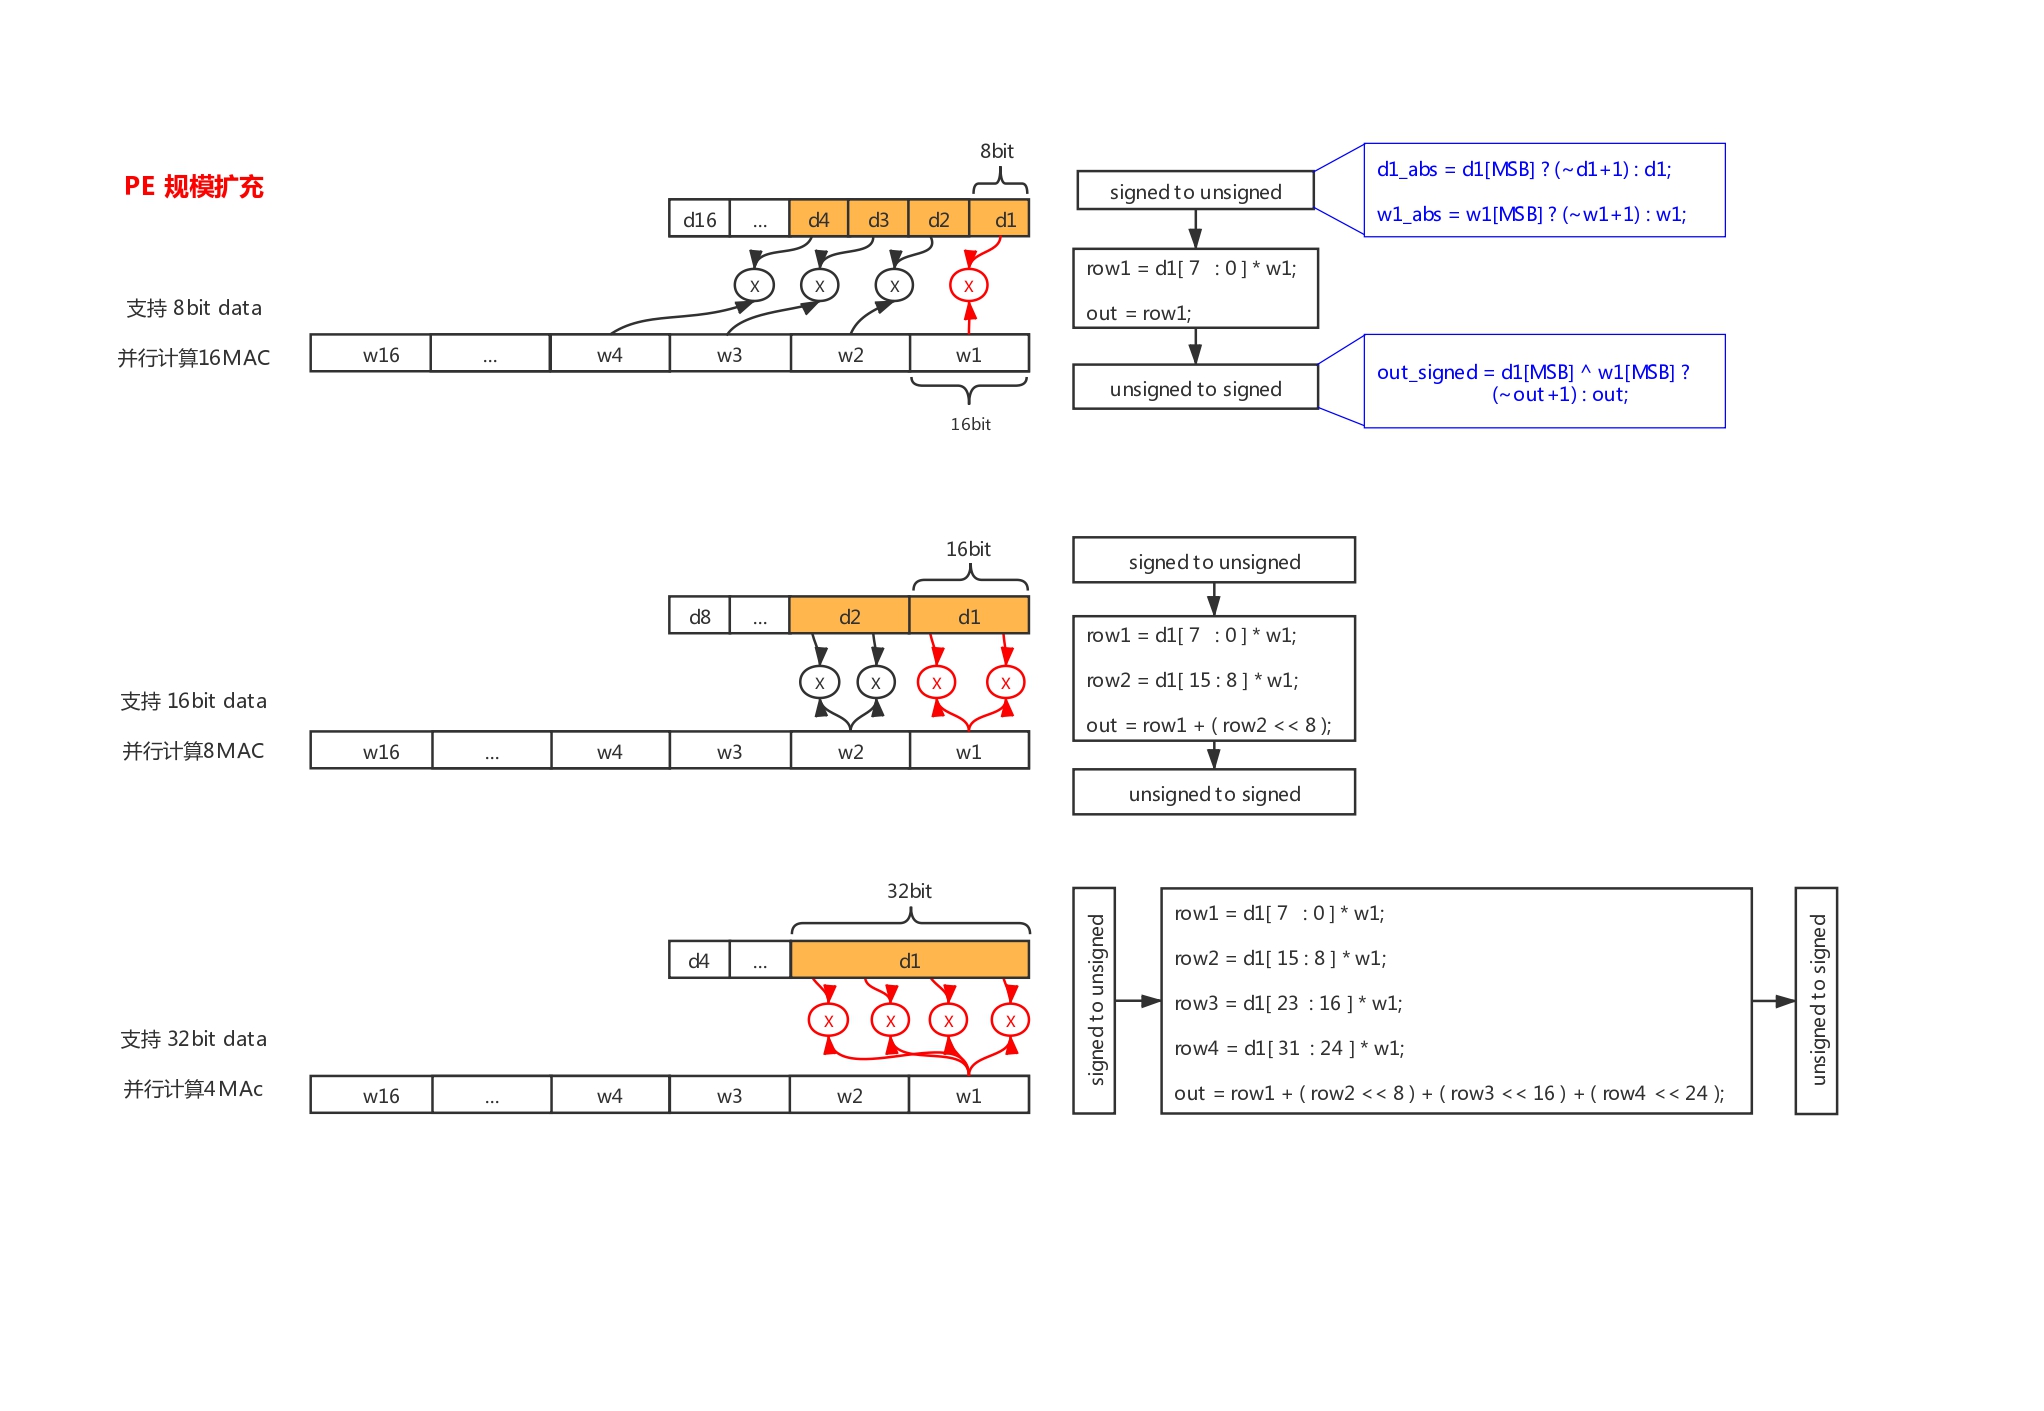 PE 规模扩充
8bit
d16 ... d4 d3 d2 d1
x x x x
支持 8bit data
并行计算16MAC
w16 ... w4 w3 w2 w1
16bit
signed to unsigned
d1_abs = d1[MSB] ? (~d1+1) : d1;
w1_abs = w1[MSB] ? (~w1+1) : w1;
row1 = d1[ 7 : 0 ] * w1;
out = row1;
unsigned to signed
out_signed = d1[MSB] ^ w1[MSB] ?
(~out+1) : out;
16bit
d8 ... d2 d1
x x x x
支持 16bit data
并行计算8MAC
w16 ... w4 w3 w2 w1
signed to unsigned
row1 = d1[ 7 : 0 ] * w1;
row2 = d1[ 15 : 8 ] * w1;
out = row1 + ( row2 << 8 );
unsigned to signed
32bit
d4 ... d1
x x x x
支持 32bit data
并行计算4MAc
w16 ... w4 w3 w2 w1
signed to unsigned
row1 = d1[ 7 : 0 ] * w1;
row2 = d1[ 15 : 8 ] * w1;
row3 = d1[ 23 : 16 ] * w1;
row4 = d1[ 31 : 24 ] * w1;
out = row1 + ( row2 << 8 ) + ( row3 << 16 ) + ( row4 << 24 );
unsigned to signed